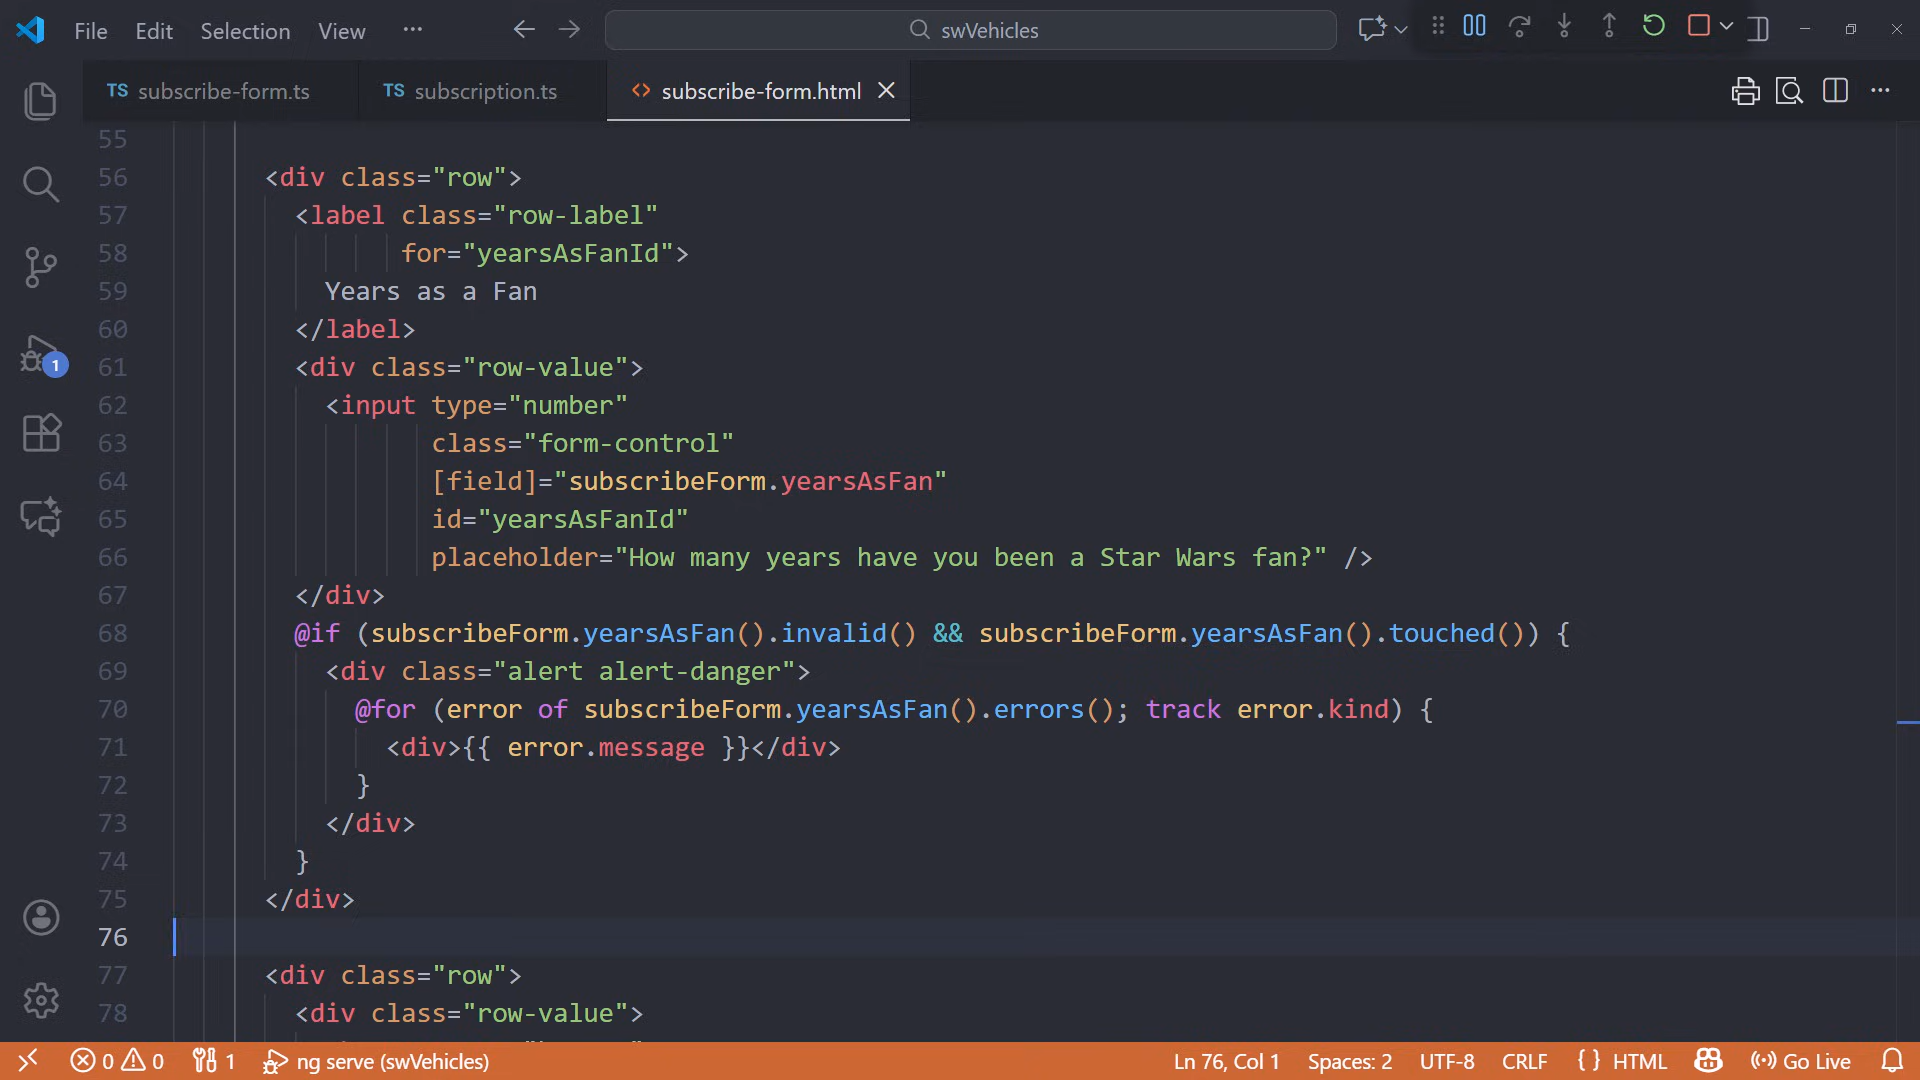 File Edit Selection View ··· swVehicles
TS subscribe-form.ts TS subscription.ts <> subscribe-form.html
55
56 <div class="row">
57 <label class="row-label"
58 for="yearsAsFanId">
59 Years as a Fan
60 </label>
61 <div class="row-value">
62 <input type="number"
63 class="form-control"
64 [field]="subscribeForm.yearsAsFan"
65 id="yearsAsFanId"
66 placeholder="How many years have you been a Star Wars fan?" />
67 </div>
68 @if (subscribeForm.yearsAsFan().invalid() && subscribeForm.yearsAsFan().touched()) {
69 <div class="alert alert-danger">
70 @for (error of subscribeForm.yearsAsFan().errors(); track error.kind) {
71 <div>{{ error.message }}</div>
72 }
73 </div>
74 }
75 </div>
76
77 <div class="row">
78 <div class="row-value">
1
0 0 1 ng serve (swVehicles) Ln 76, Col 1 Spaces: 2 UTF-8 CRLF {} HTML Go Live